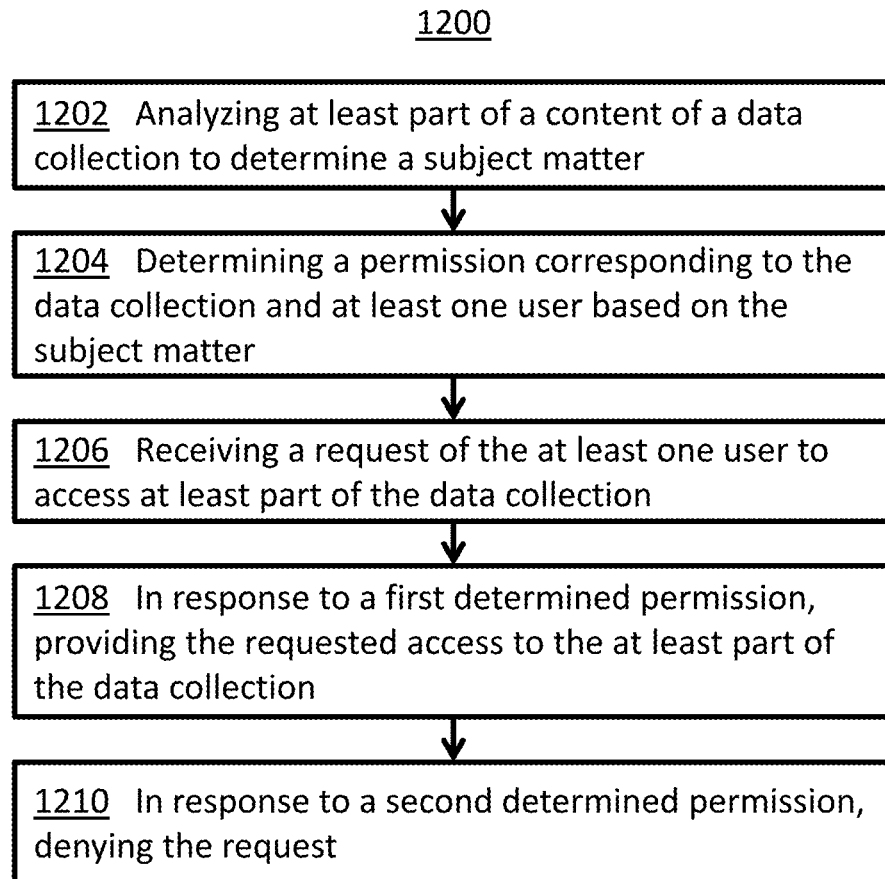 1200
1202 Analyzing at least part of a content of a data
collection to determine a subject matter
1204 Determining a permission corresponding to the
data collection and at least one user based on the
subject matter
1206 Receiving a request of the at least one user to
access at least part of the data collection
1208 In response to a first determined permission,
providing the requested access to the at least part of
the data collection
1210 In response to a second determined permission,
denying the request